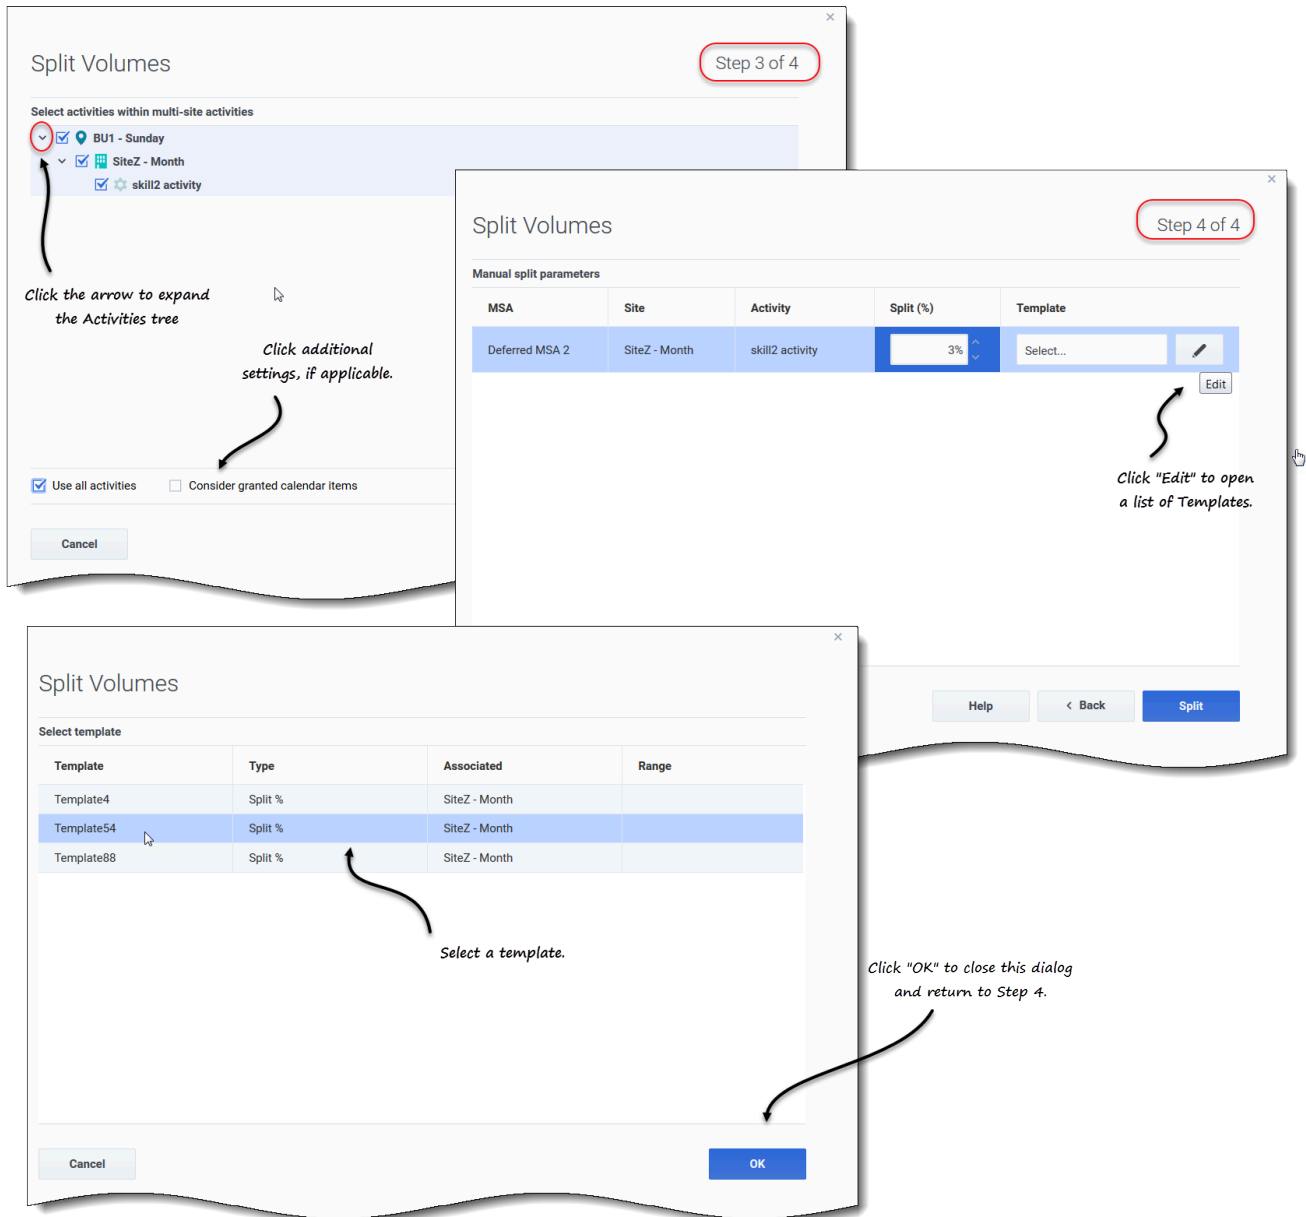 Split Volumes
Step 3 of 4
Select activities within multi-site activities
BU1 - Sunday
SiteZ - Month
skill2 activity
Click the arrow to expand
the Activities tree
Click additional
settings, if applicable.
Use all activities
Consider granted calendar items
Cancel
Split Volumes
Step 4 of 4
Manual split parameters
MSA Site Activity Split (%) Template
Deferred MSA 2 SiteZ - Month skill2 activity 3% Select...
Edit
Click "Edit" to open
a list of Templates.
Help
< Back
Split
Split Volumes
Select template
Template Type Associated Range
Template4 Split % SiteZ - Month
Template54 Split % SiteZ - Month
Template88 Split % SiteZ - Month
Select a template.
Click "OK" to close this dialog
and return to Step 4.
Cancel
OK